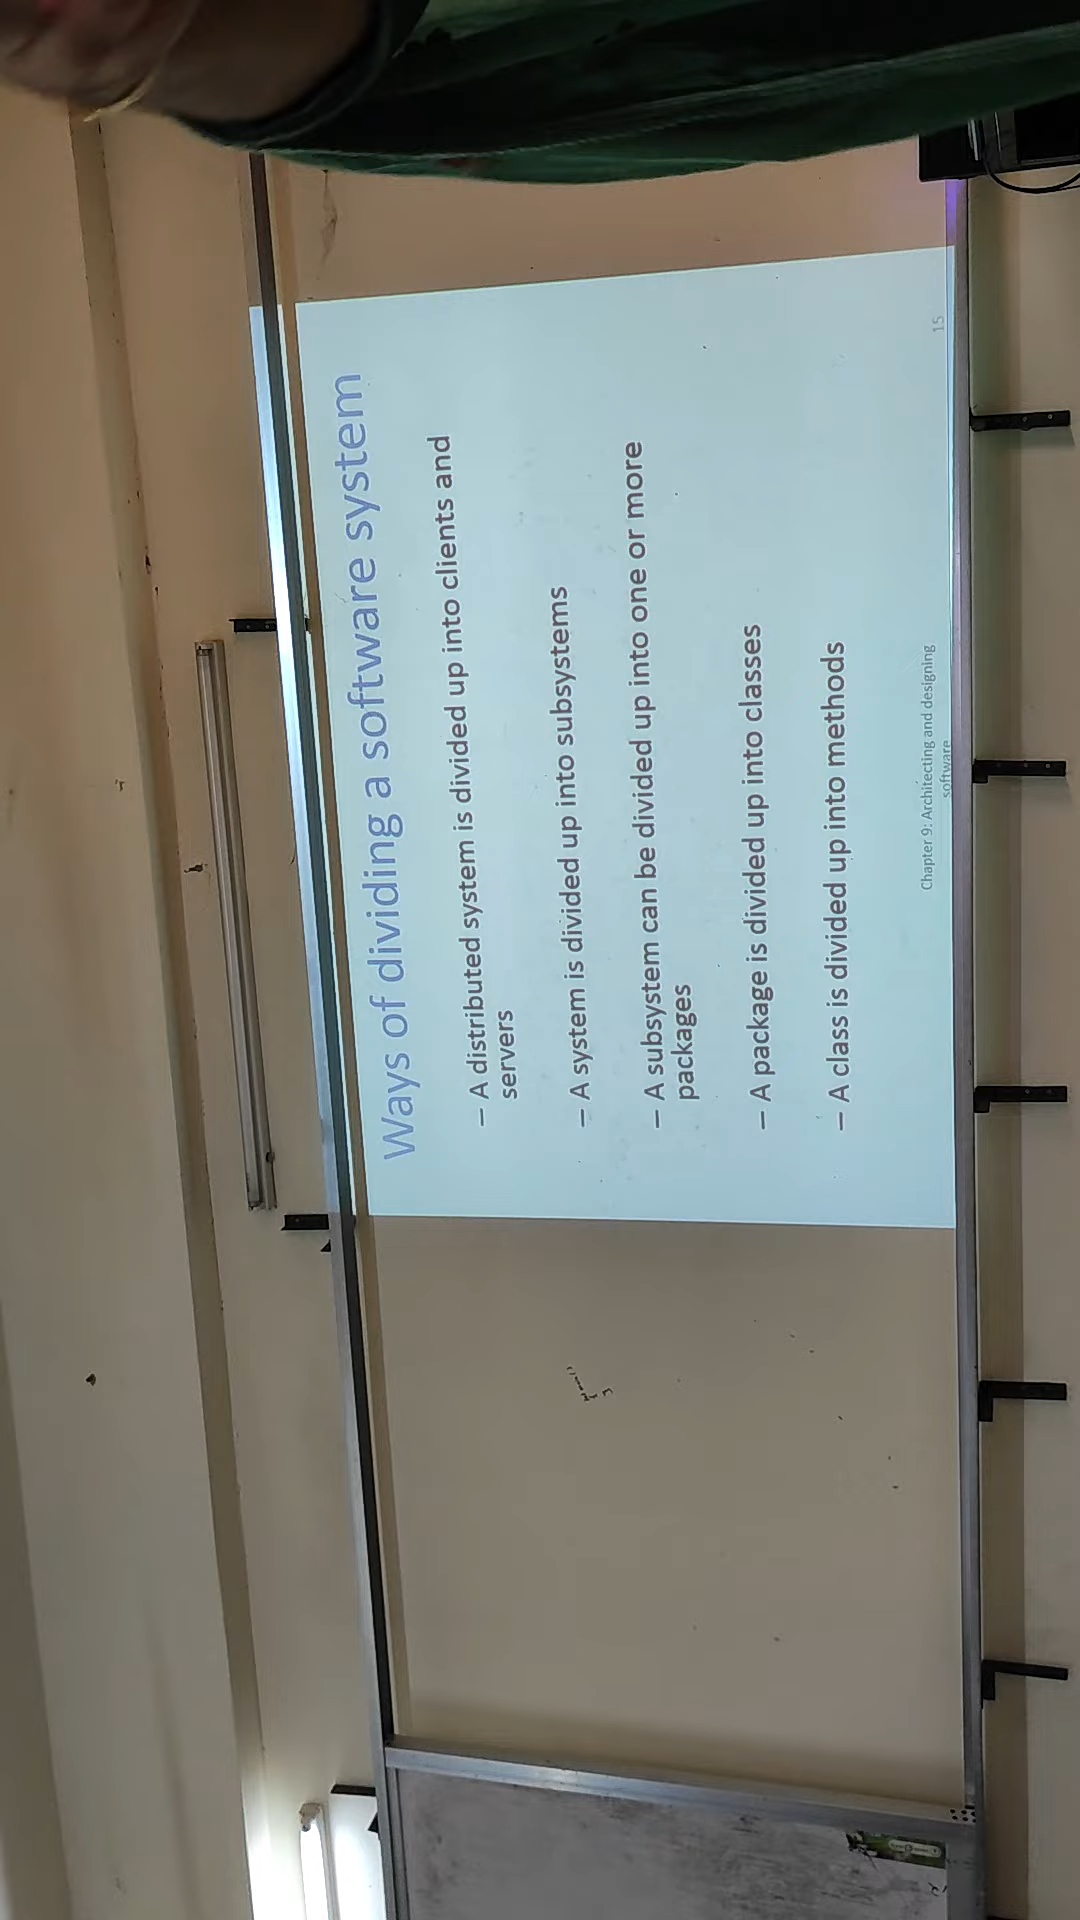 Ways of dividing a software system
– A distributed system is divided up into clients and
servers
– A system is divided up into subsystems
– A subsystem can be divided up into one or more
packages
– A package is divided up into classes
– A class is divided up into methods
Chapter 9: Architecting and designing
software
15